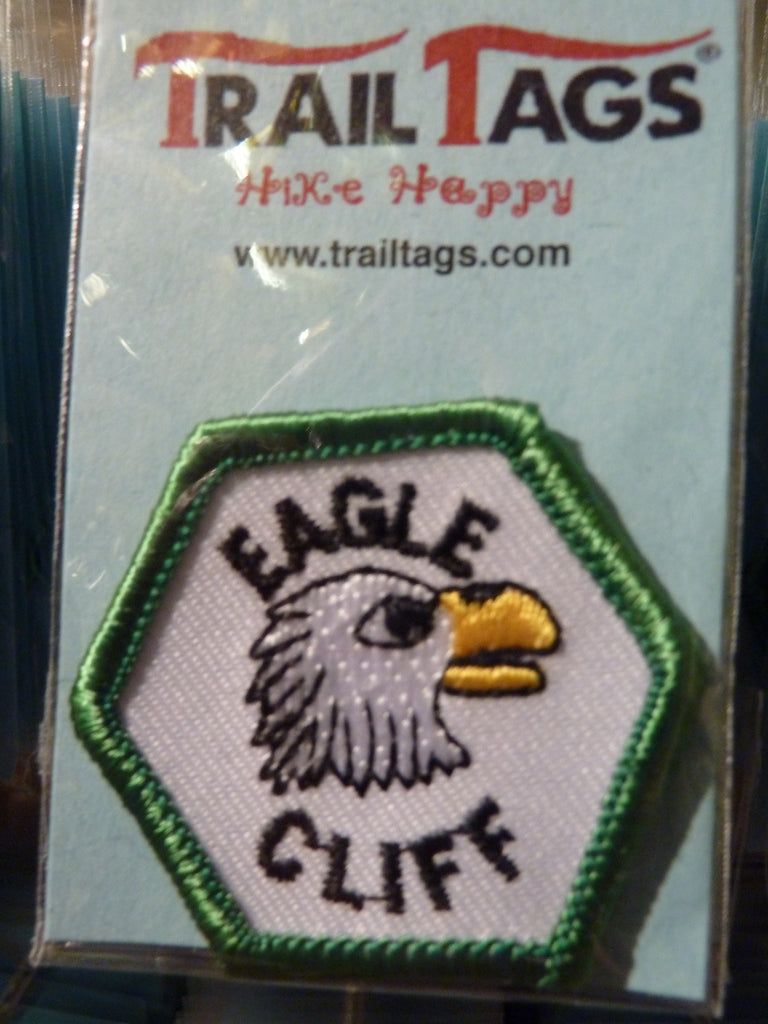 TRAIL TAGS®
Hike Happy
www.trailtags.com
EAGLE
CLIFF